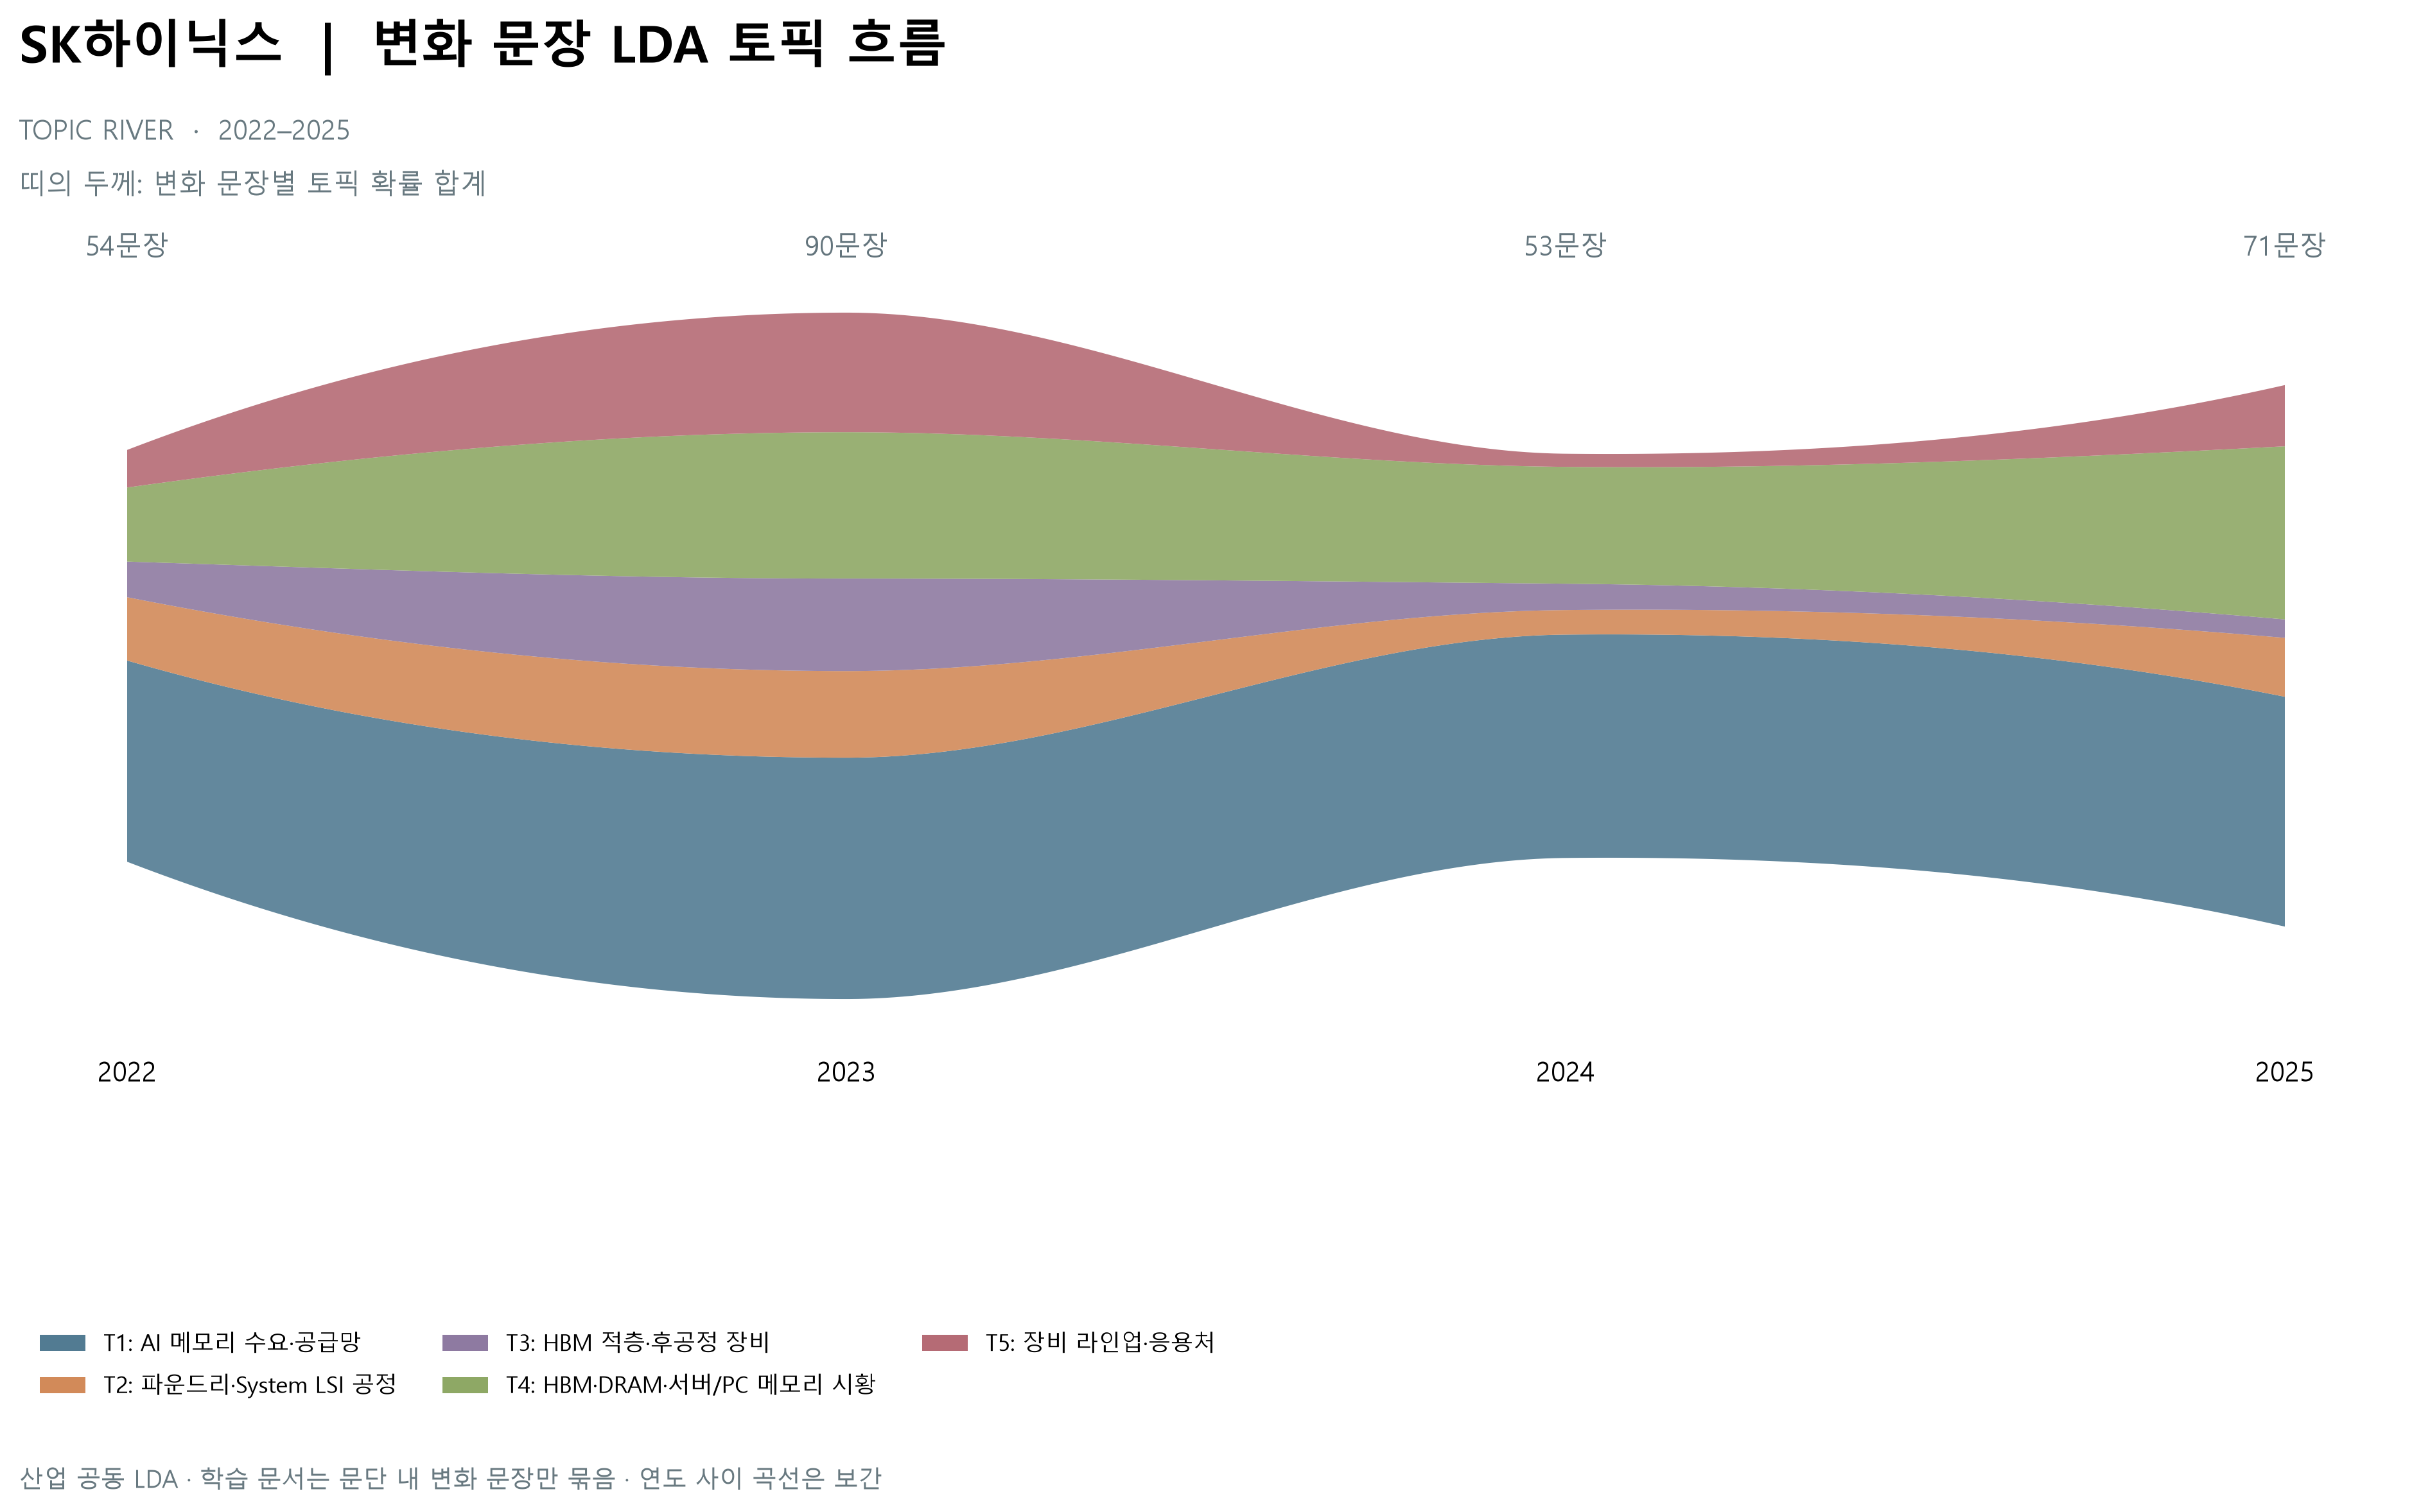 SK하이닉스 | 변화 문장 LDA 토픽 흐름
TOPIC RIVER · 2022–2025
띠의 두께: 변화 문장별 토픽 확률 합계
54문장 90문장 53문장 71문장
2022 2023 2024 2025
T1: AI 메모리 수요·공급망 T3: HBM 적층·후공정 장비 T5: 장비 라인업·응용처
T2: 파운드리·System LSI 공정 T4: HBM·DRAM·서버/PC 메모리 시황
산업 공동 LDA · 학습 문서는 문단 내 변화 문장만 묶음 · 연도 사이 곡선은 보간